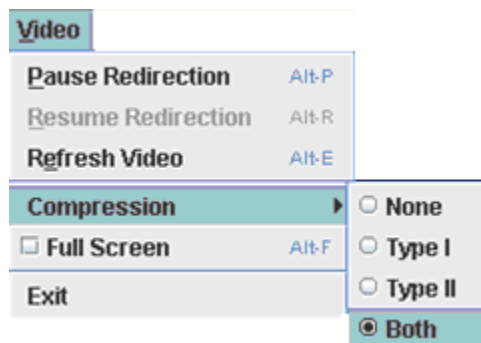 Video
Pause Redirection Alt-P
Resume Redirection Alt-R
Refresh Video Alt-E
Compression
None
Full Screen Alt-F
Type I
Type II
Exit
Both